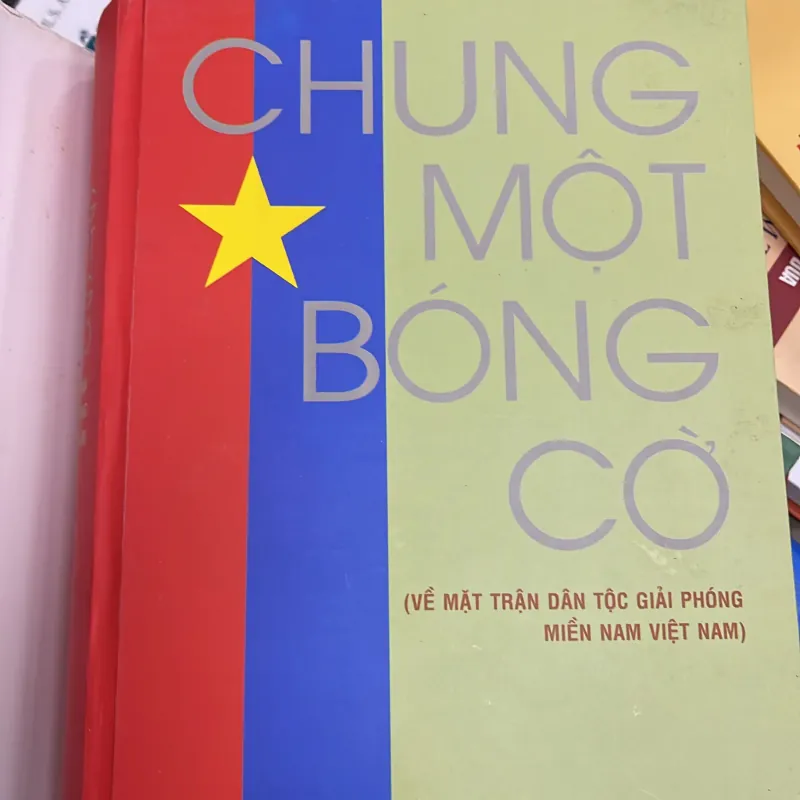 CHUNG
MỘT
BÓNG
CỜ
(VỀ MẶT TRẬN DÂN TỘC GIẢI PHÓNG
MIỀN NAM VIỆT NAM)